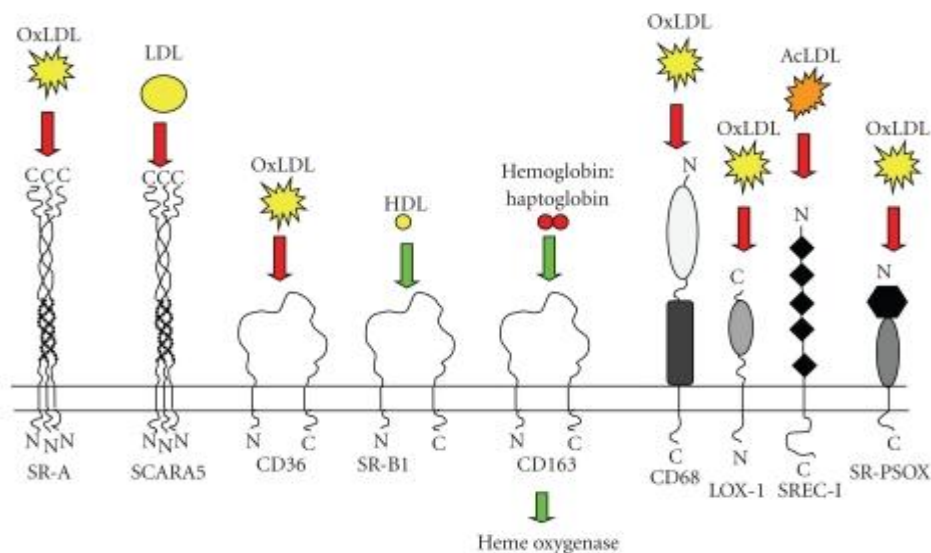 OxLDL
LDL
OxLDL
HDL
Hemoglobin:
haptoglobin
OxLDL
OxLDL
AcLDL
OxLDL
CCC
CCC
N
C
N
N
NNN
NNN
N
C
N
C
N
C
C
N
C
C
SR-A
SCARA5
CD36
SR-B1
CD163
CD68
LOX-1
SREC-I
SR-PSOX
Heme oxygenase